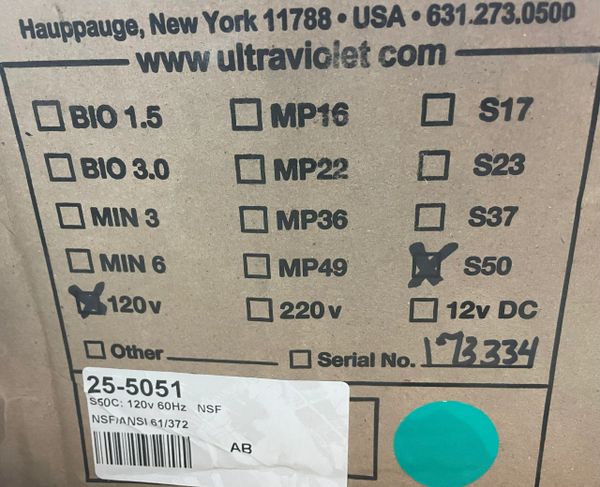 Hauppauge, New York 11788 • USA • 631.273.0500
www ultraviolet com
BIO 1.5 MP16 S17
BIO 3.0 MP22 S23
MIN 3 MP36 S37
MIN 6 MP49 S50
120v 220v 12v DC
Other Serial No. 173334
25-5051
S50C: 120v 60Hz NSF
NSF/ANSI 61/372
AB